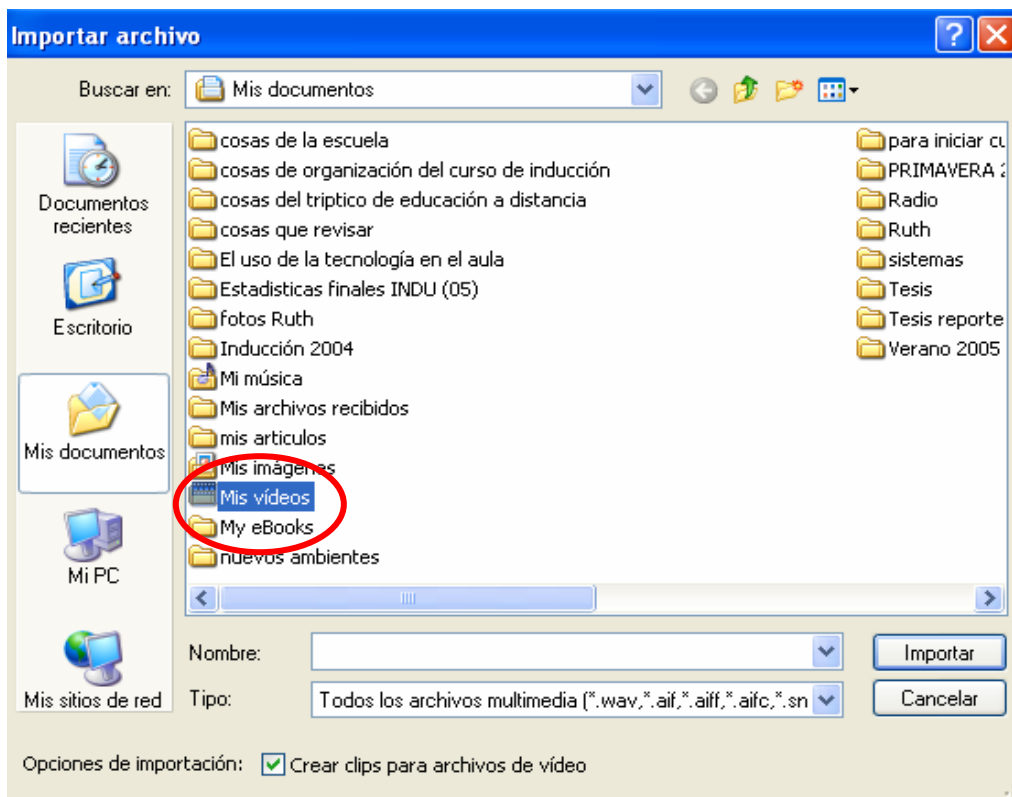 Importar archivo
Buscar en: Mis documentos
Documentos recientes
Escritorio
Mis documentos
Mi PC
Mis sitios de red
cosas de la escuela
cosas de organización del curso de inducción
cosas del triptico de educación a distancia
cosas que revisar
El uso de la tecnología en el aula
Estadisticas finales INDU (05)
fotos Ruth
Inducción 2004
Mi música
Mis archivos recibidos
mis articulos
Mis imágenes
Mis vídeos
My eBooks
nuevos ambientes
para iniciar cu
PRIMAVERA 2
Radio
Ruth
sistemas
Tesis
Tesis reporte
Verano 2005
Nombre:
Importar
Tipo: Todos los archivos multimedia (*.wav,*.aif,*.aiff,*.aifc,*.sn
Cancelar
Opciones de importación: Crear clips para archivos de vídeo